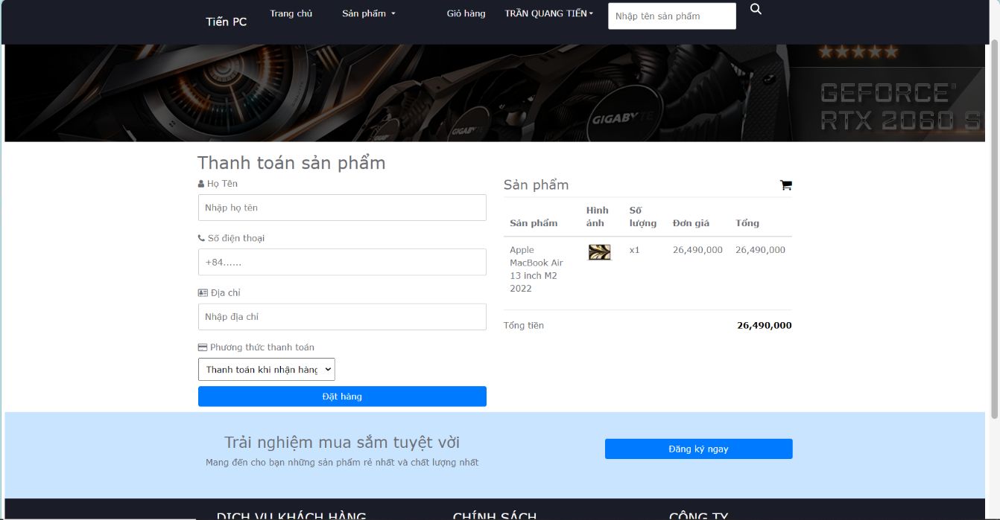 Tiến PC
Trang chủ
Sản phẩm
Giỏ hàng
TRẦN QUANG TIẾN
Nhập tên sản phẩm
GIGABYTE
GIGABYTE
GEFORCE
RTX 2060 S
Thanh toán sản phẩm
Họ Tên
Nhập họ tên
Số điện thoại
+84......
Địa chỉ
Nhập địa chỉ
Phương thức thanh toán
Thanh toán khi nhận hàng
Đặt hàng
Sản phẩm
Sản phẩm
Hình
ảnh
Số
lượng
Đơn giá
Tổng
Apple
MacBook Air
13 inch M2
2022
x1
26,490,000
26,490,000
Tổng tiền
26,490,000
Trải nghiệm mua sắm tuyệt vời
Mang đến cho bạn những sản phẩm rẻ nhất và chất lượng nhất
Đăng ký ngay
DỊCH VỤ KHÁCH HÀNG
CHÍNH SÁCH
CÔNG TY